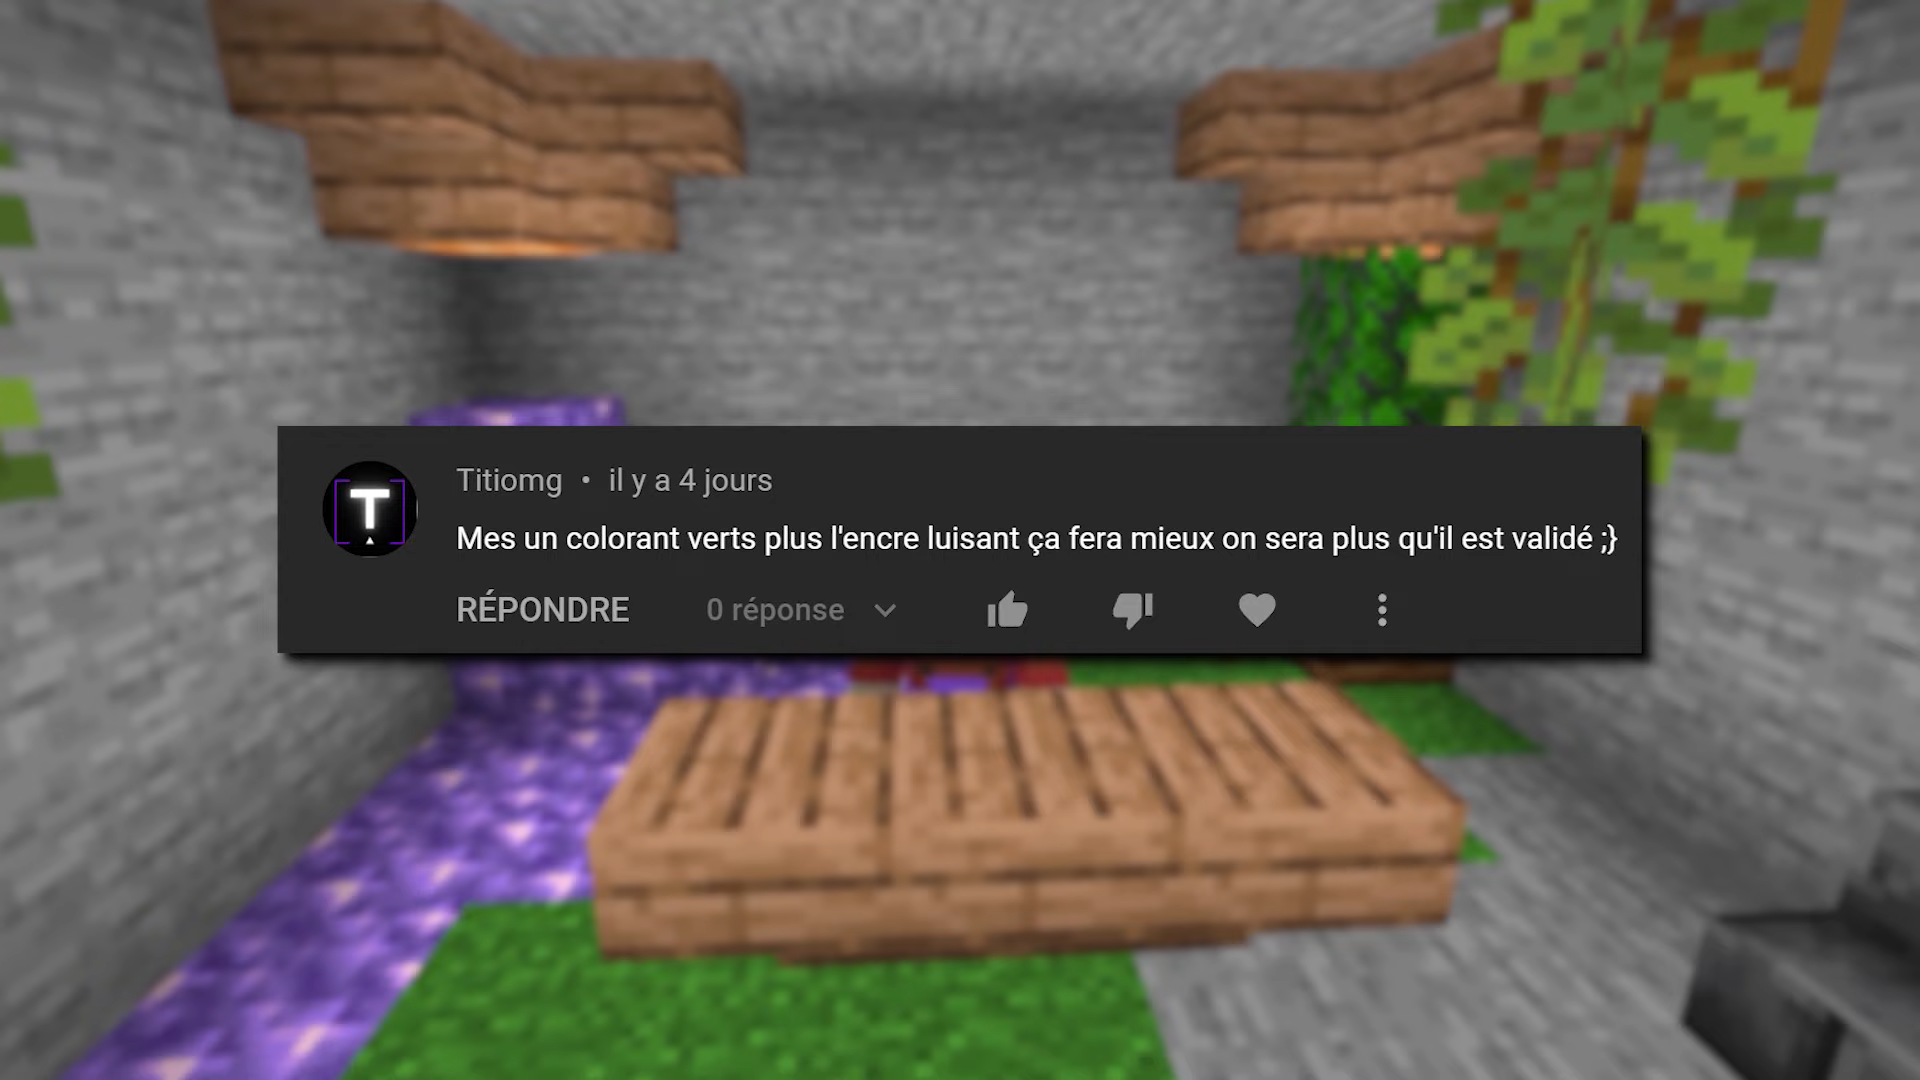 T
Titiomg • il y a 4 jours
Mes un colorant verts plus l'encre luisant ça fera mieux on sera plus qu'il est validé ;}
RÉPONDRE 0 réponse